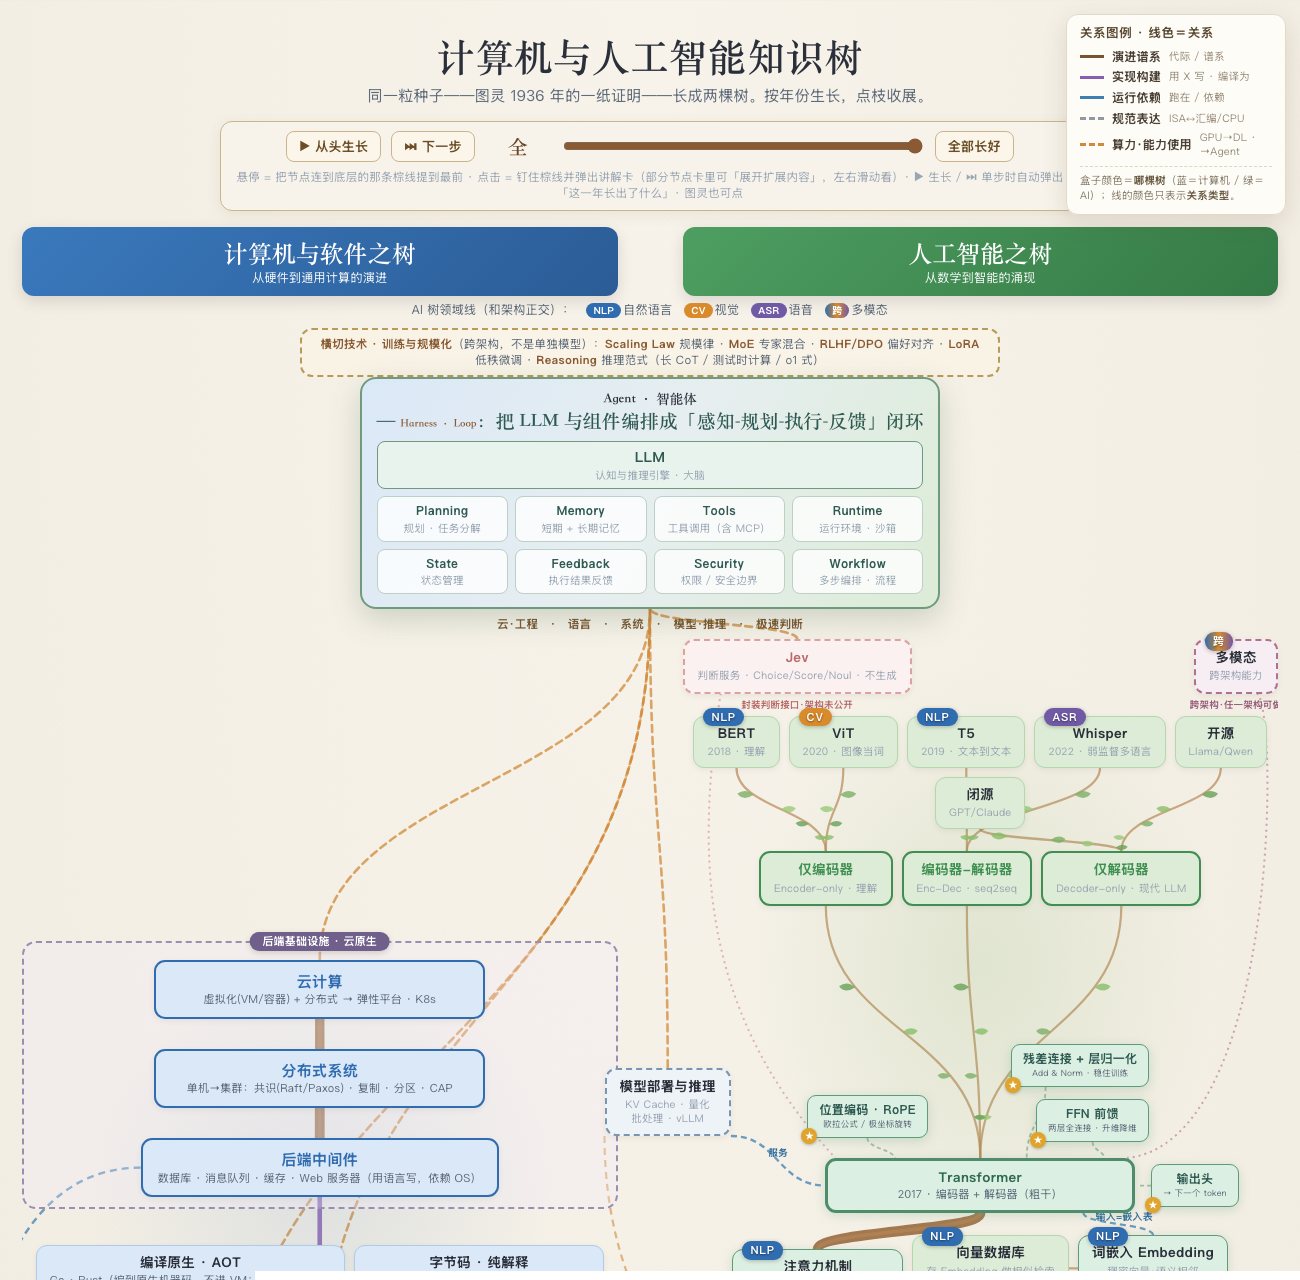 计算机与人工智能知识树
同一粒种子——图灵 1936 年的一纸证明——长成两棵树。按年份生长，点枝收展。
▶ 从头生长
⏭ 下一步
全
全部长好
悬停 = 把节点连到底层的那条棕线提到最前 · 点击 = 钉住棕线并弹出讲解卡（部分节点卡里可「展开扩展内容」，左右滑动看）· ▶ 生长 / ⏭ 单步时自动弹出
「这一年长出了什么」· 图灵也可点
关系图例 · 线色＝关系
演进谱系 代际 / 谱系
实现构建 用 X 写 · 编译为
运行依赖 跑在 / 依赖
规范表达 ISA↔汇编/CPU
算力·能力使用 GPU→DL ·
→Agent
盒子颜色＝哪棵树（蓝＝计算机 / 绿＝
AI）；线的颜色只表示关系类型。
计算机与软件之树
从硬件到通用计算的演进
人工智能之树
从数学到智能的涌现
AI 树领域线（和架构正交）： NLP 自然语言 CV 视觉 ASR 语音 跨 多模态
横切技术 · 训练与规模化（跨架构，不是单独模型）：Scaling Law 规模律 · MoE 专家混合 · RLHF/DPO 偏好对齐 · LoRA
低秩微调 · Reasoning 推理范式（长 CoT / 测试时计算 / o1 式）
Agent · 智能体
— Harness · Loop：把 LLM 与组件编排成「感知-规划-执行-反馈」闭环
LLM
认知与推理引擎 · 大脑
Planning
规划 · 任务分解
Memory
短期 + 长期记忆
Tools
工具调用（含 MCP）
Runtime
运行环境 · 沙箱
State
状态管理
Feedback
执行结果反馈
Security
权限 / 安全边界
Workflow
多步编排 · 流程
云·工程 · 语言 · 系统 · 模型·推理 · 极速判断
Jev
判断服务 · Choice/Score/Noul · 不生成
封装判断接口·架构未公开
跨
多模态
跨架构能力
跨架构·任一架构可做
NLP
BERT
2018 · 理解
CV
ViT
2020 · 图像当词
NLP
T5
2019 · 文本到文本
ASR
Whisper
2022 · 弱监督多语言
开源
Llama/Qwen
闭源
GPT/Claude
仅编码器
Encoder-only · 理解
编码器-解码器
Enc-Dec · seq2seq
仅解码器
Decoder-only · 现代 LLM
后端基础设施 · 云原生
云计算
虚拟化(VM/容器) + 分布式 → 弹性平台 · K8s
分布式系统
单机→集群：共识(Raft/Paxos) · 复制 · 分区 · CAP
后端中间件
数据库 · 消息队列 · 缓存 · Web 服务器（用语言写，依赖 OS）
模型部署与推理
KV Cache · 量化
批处理 · vLLM
服务
残差连接 + 层归一化
Add & Norm · 稳住训练
位置编码 · RoPE
欧拉公式 / 极坐标旋转
FFN 前馈
两层全连接 · 升维降维
Transformer
2017 · 编码器 + 解码器（粗干）
输出头
→ 下一个 token
输入=嵌入表
编译原生 · AOT
字节码 · 纯解释
NLP
注意力机制
NLP
向量数据库
NLP
词嵌入 Embedding